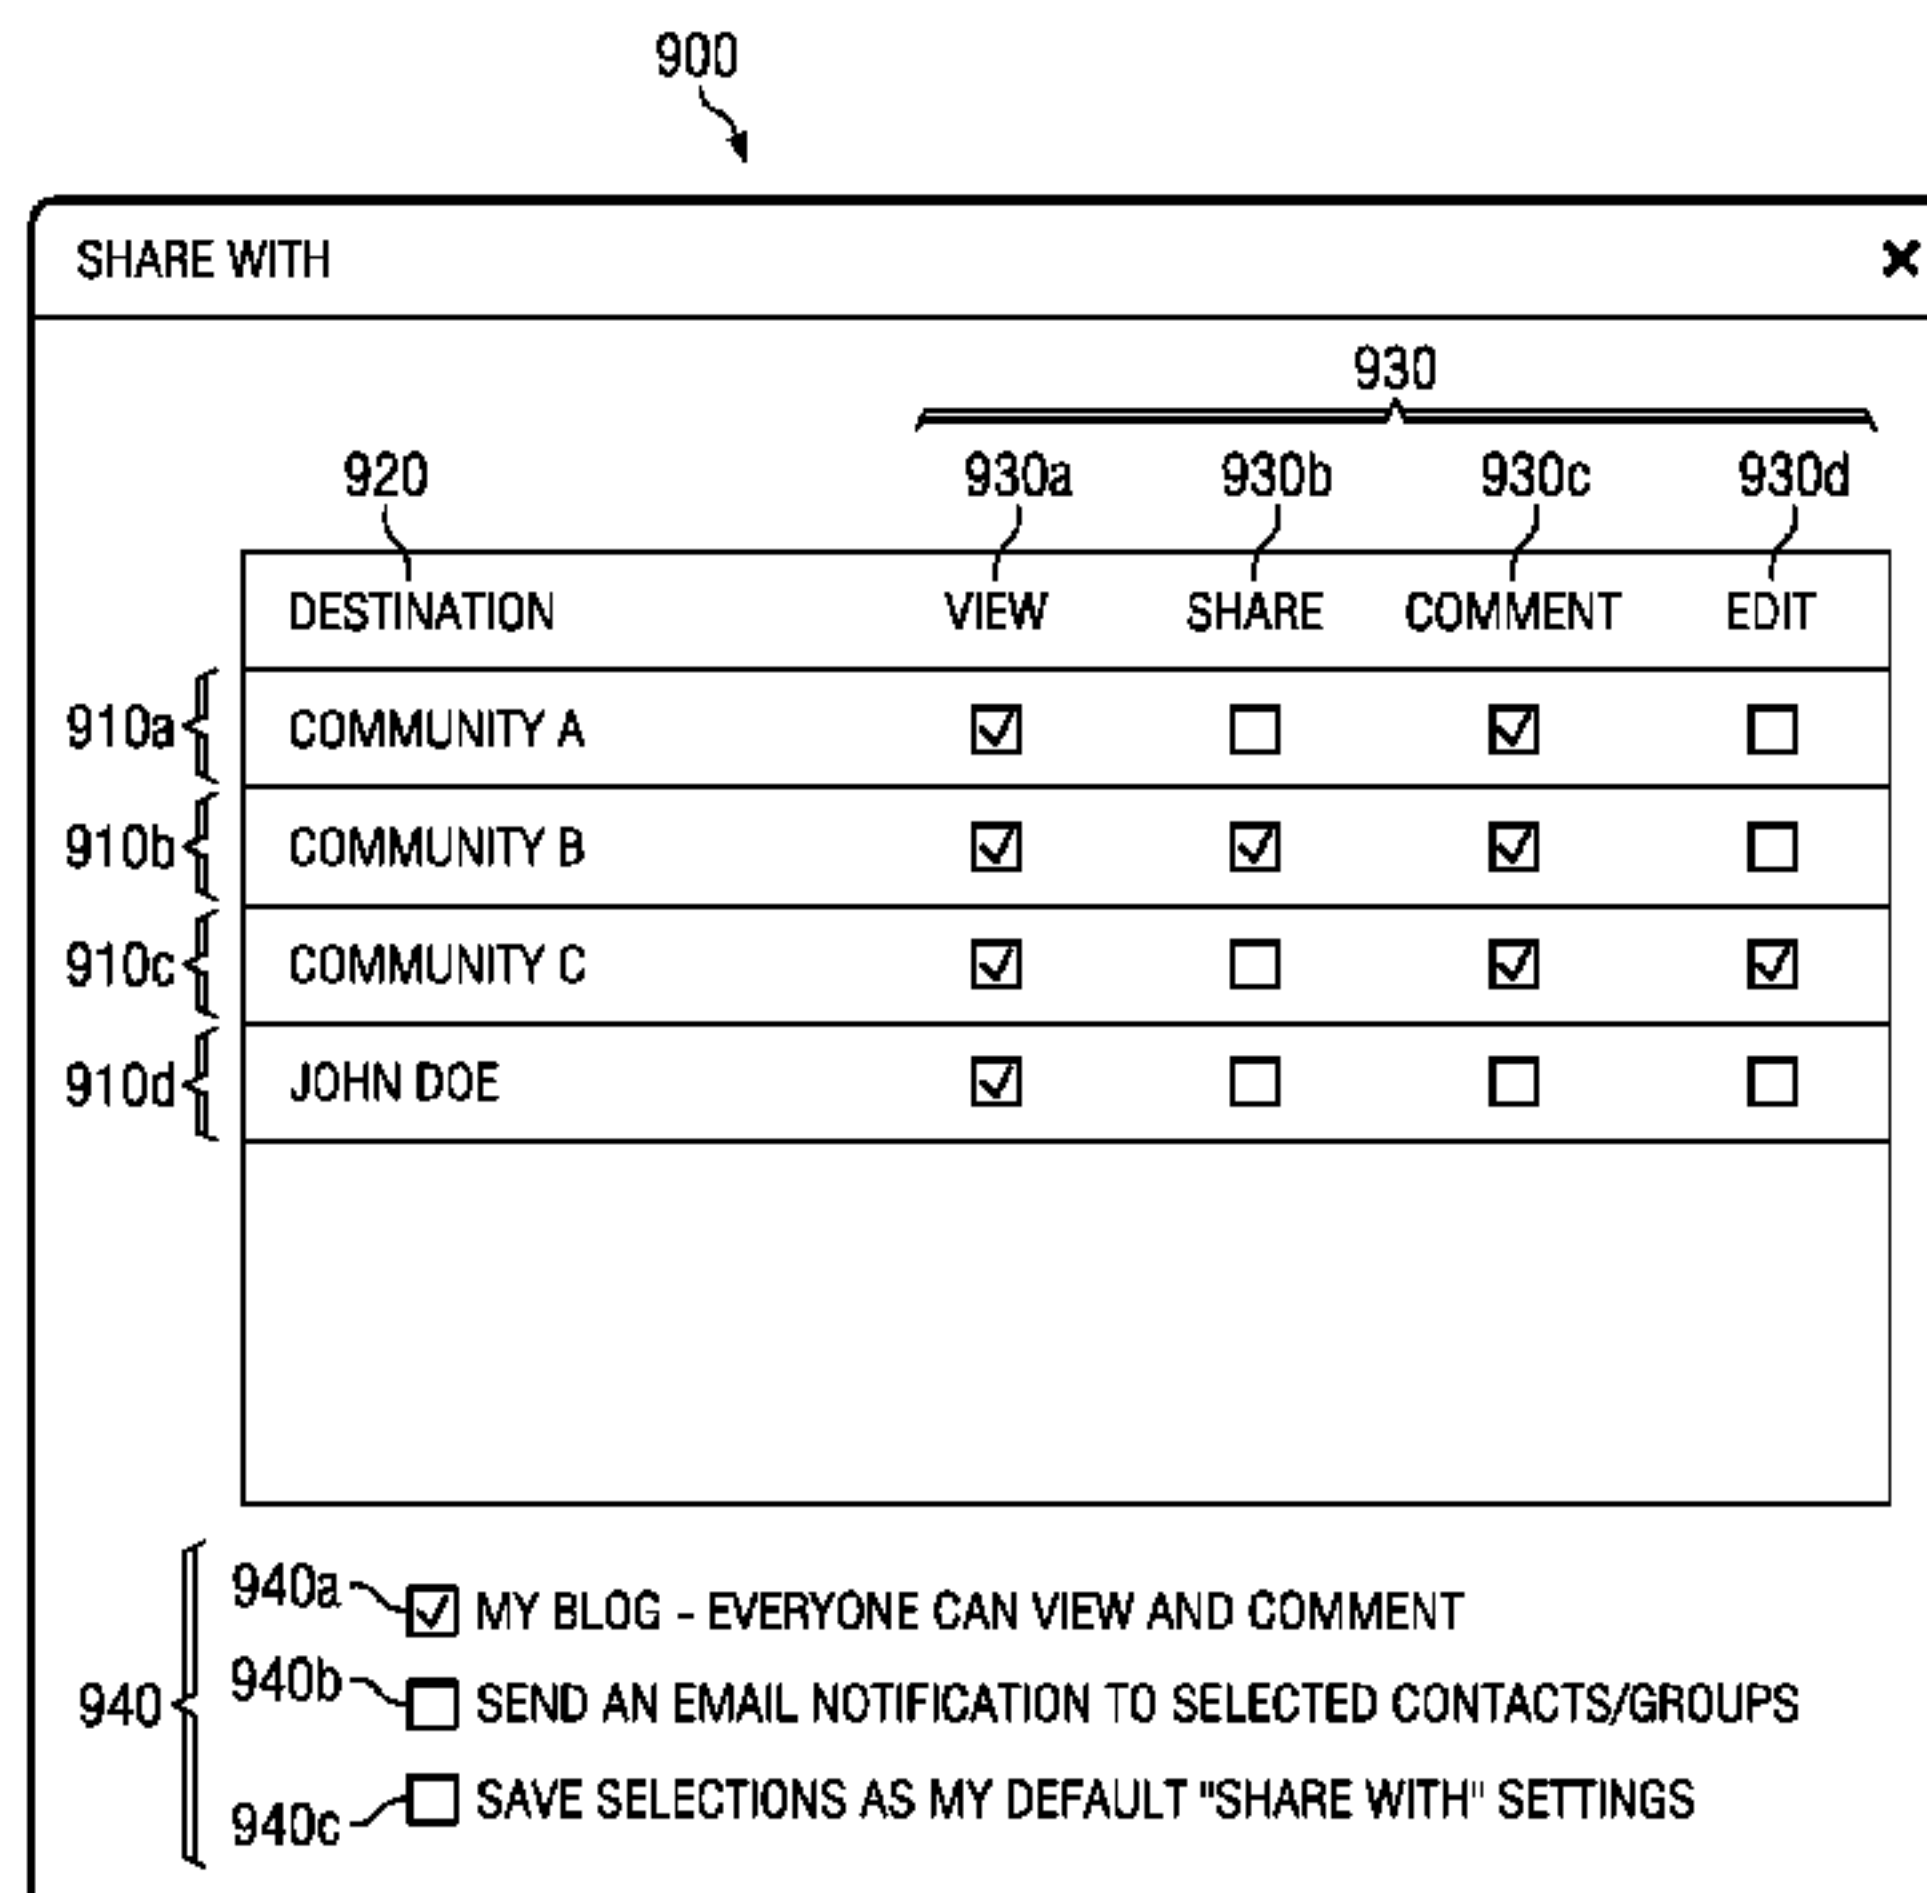 900
SHARE WITH
930
920 930a 930b 930c 930d
DESTINATION VIEW SHARE COMMENT EDIT
910a COMMUNITY A
910b COMMUNITY B
910c COMMUNITY C
910d JOHN DOE
940a MY BLOG - EVERYONE CAN VIEW AND COMMENT
940 940b SEND AN EMAIL NOTIFICATION TO SELECTED CONTACTS/GROUPS
940c SAVE SELECTIONS AS MY DEFAULT "SHARE WITH" SETTINGS